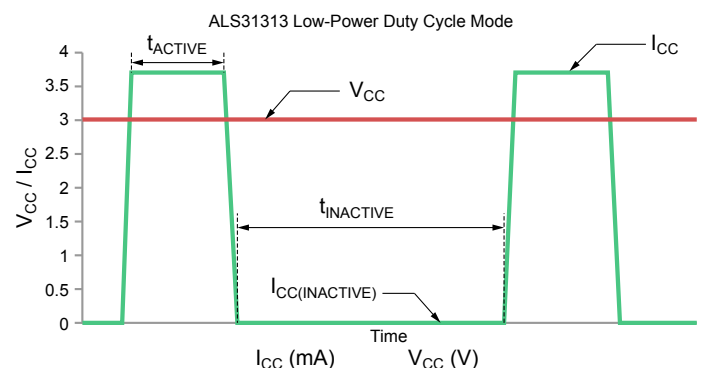 ALS31313 Low-Power Duty Cycle Mode
tACTIVE
ICC
VCC
4
3.5
3
2.5
2
1.5
1
0.5
0
VCC / ICC
tINACTIVE
ICC(INACTIVE)
Time
ICC (mA) VCC (V)